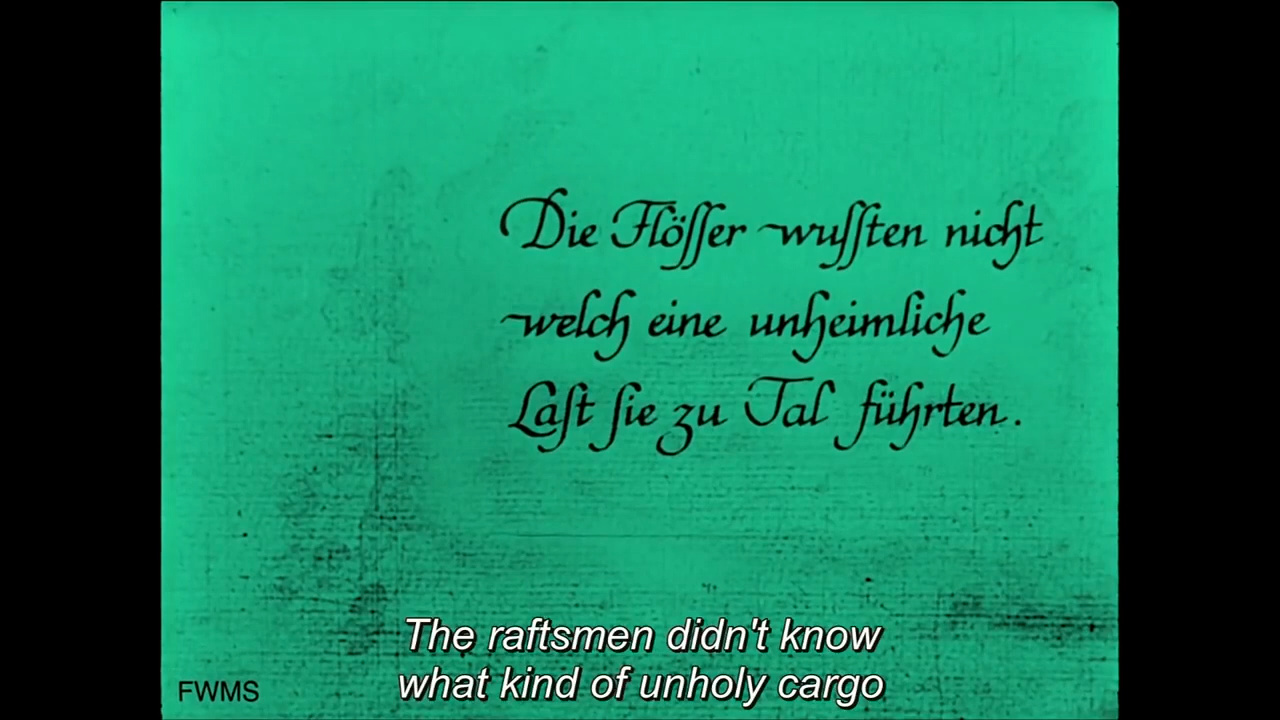 Die Flöſſer wuſſten nicht
welch eine unheimliche
Laſt ſie zu Tal führten.
The raftsmen didn't know
what kind of unholy cargo
FWMS